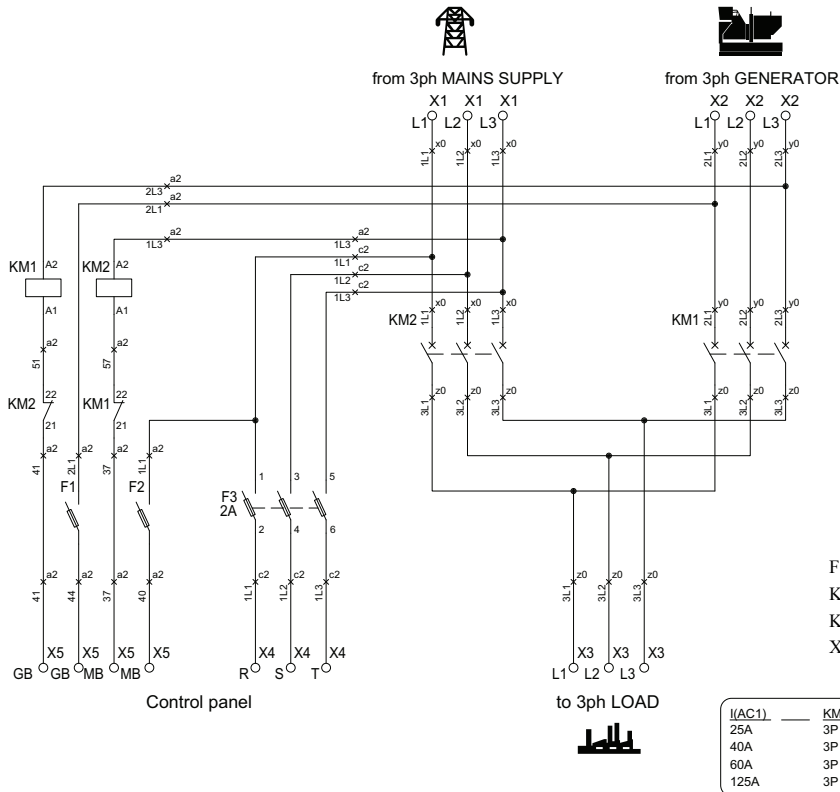 from 3ph MAINS SUPPLY from 3ph GENERATOR
X1 X1 X1 X2 X2 X2
L1 L2 L3 L1 L2 L3
x0 x0 x0 y0 y0 y0
1L1 1L2 1L3 2L1 2L2 2L3
a2
2L3
a2
2L1
a2
1L3 1L3
c2
1L1
c2
1L2
c2
1L3
KM1 A2 KM2 A2
A1 A1
x0 x0 x0 y0 y0 y0
KM2 1L1 1L2 1L3 KM1 2L1 2L2 2L3
a2 a2
51 57
22 22
KM2 KM1
21 21
z0 z0 z0 z0 z0 z0
3L1 3L2 3L3 3L1 3L2 3L3
a2 a2 a2 a2
41 2L1 37 1L1
F1 F2
1 3 5
F3
2A
2 4 6
a2 a2 a2 a2 c2 c2 c2
41 44 37 40 1L1 1L2 1L3
z0 z0 z0
3L1 3L2 3L3
X5 X5 X5 X5 X4 X4 X4 X3 X3 X3
GB GB MB MB R S T L1 L2 L3
Control panel to 3ph LOAD
F
K
K
X
I(AC1) KM
25A 3P
40A 3P
60A 3P
125A 3P